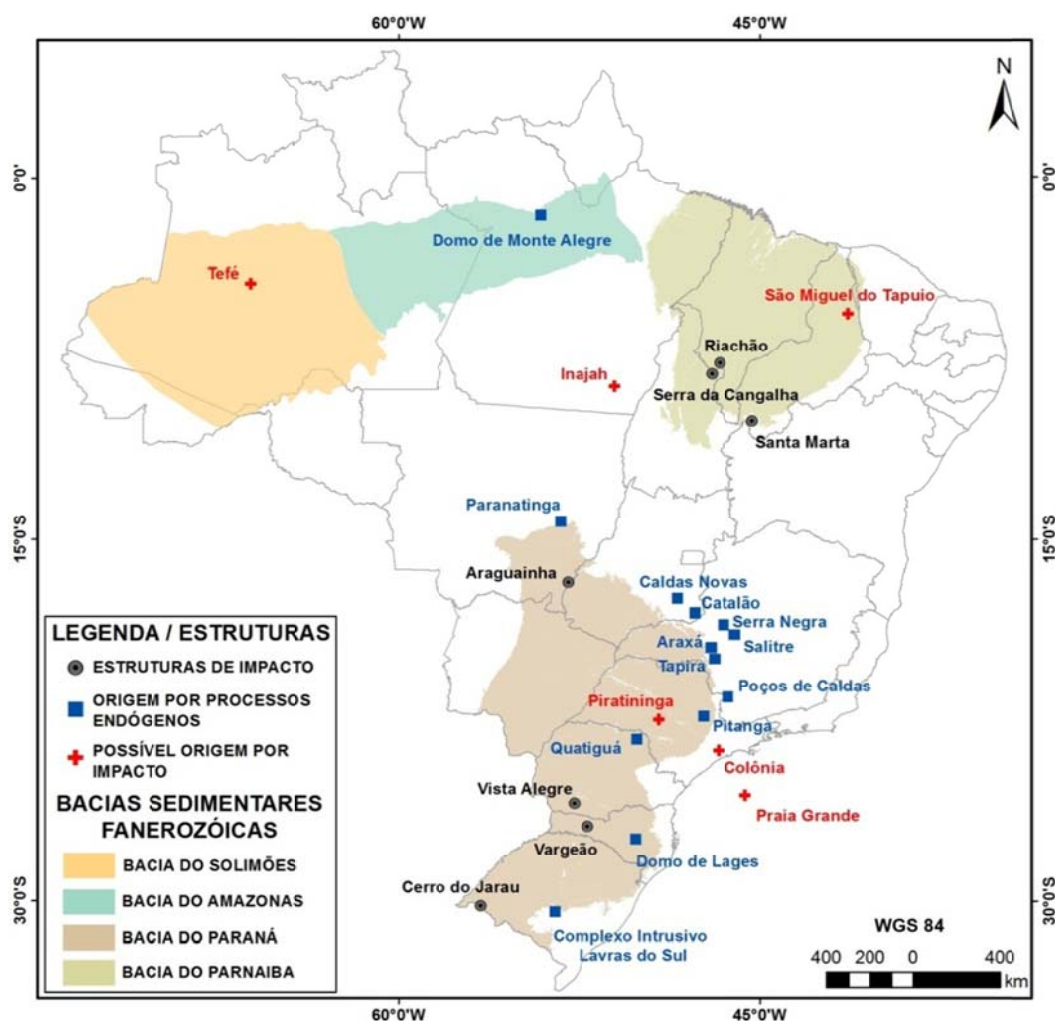 60°0'W
45°0'W
N
0°0'
0°0'
Domo de Monte Alegre
Tefé
São Miguel do Tapuio
Riachão
Inajah
Serra da Cangalha
Santa Marta
Paranatinga
15°0'S
15°0'S
Araguainha
Caldas Novas
Catalão
Serra Negra
Araxá
Salitre
Tapira
Poços de Caldas
Piratininga
Pitanga
Quatiguá
Colônia
Vista Alegre
Praia Grande
Vargeão
Domo de Lages
Cerro do Jarau
30°0'S
30°0'S
Complexo Intrusivo
Lavras do Sul
LEGENDA / ESTRUTURAS
ESTRUTURAS DE IMPACTO
ORIGEM POR PROCESSOS
ENDÓGENOS
POSSÍVEL ORIGEM POR
IMPACTO
BACIAS SEDIMENTARES
FANEROZÓICAS
BACIA DO SOLIMÕES
BACIA DO AMAZONAS
BACIA DO PARANÁ
BACIA DO PARNAIBA
WGS 84
400 200 0 400
km
60°0'W
45°0'W